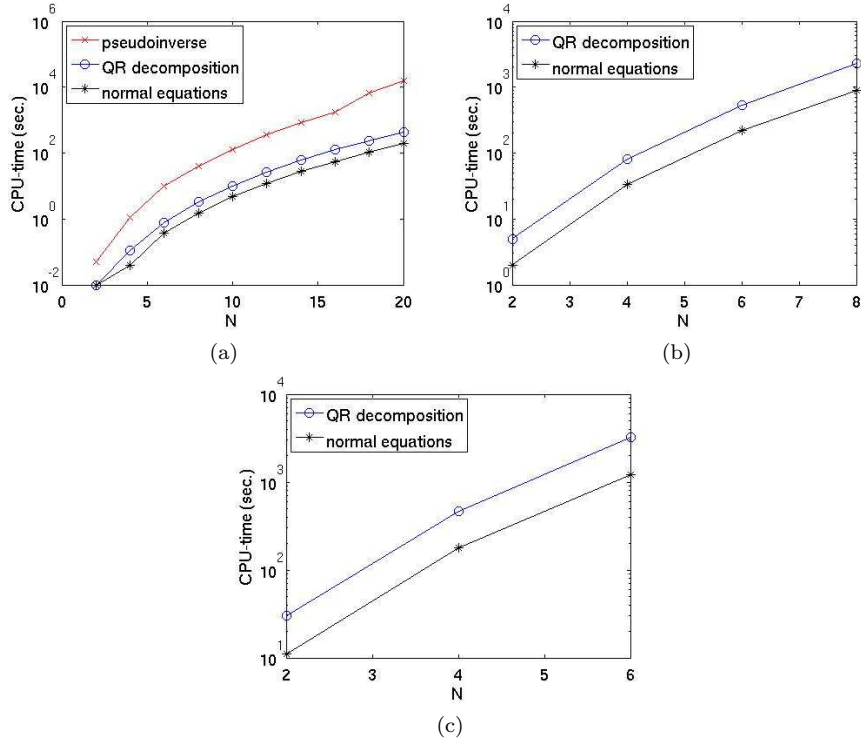 10^6
10^4
10^2
10^0
10^-2
CPU-time (sec.)
pseudoinverse
QR decomposition
normal equations
0 5 10 15 20
N
(a)
10^4
10^3
10^2
10^1
10^0
CPU-time (sec.)
QR decomposition
normal equations
2 3 4 5 6 7 8
N
(b)
10^4
10^3
10^2
10^1
CPU-time (sec.)
QR decomposition
normal equations
2 3 4 5 6
N
(c)